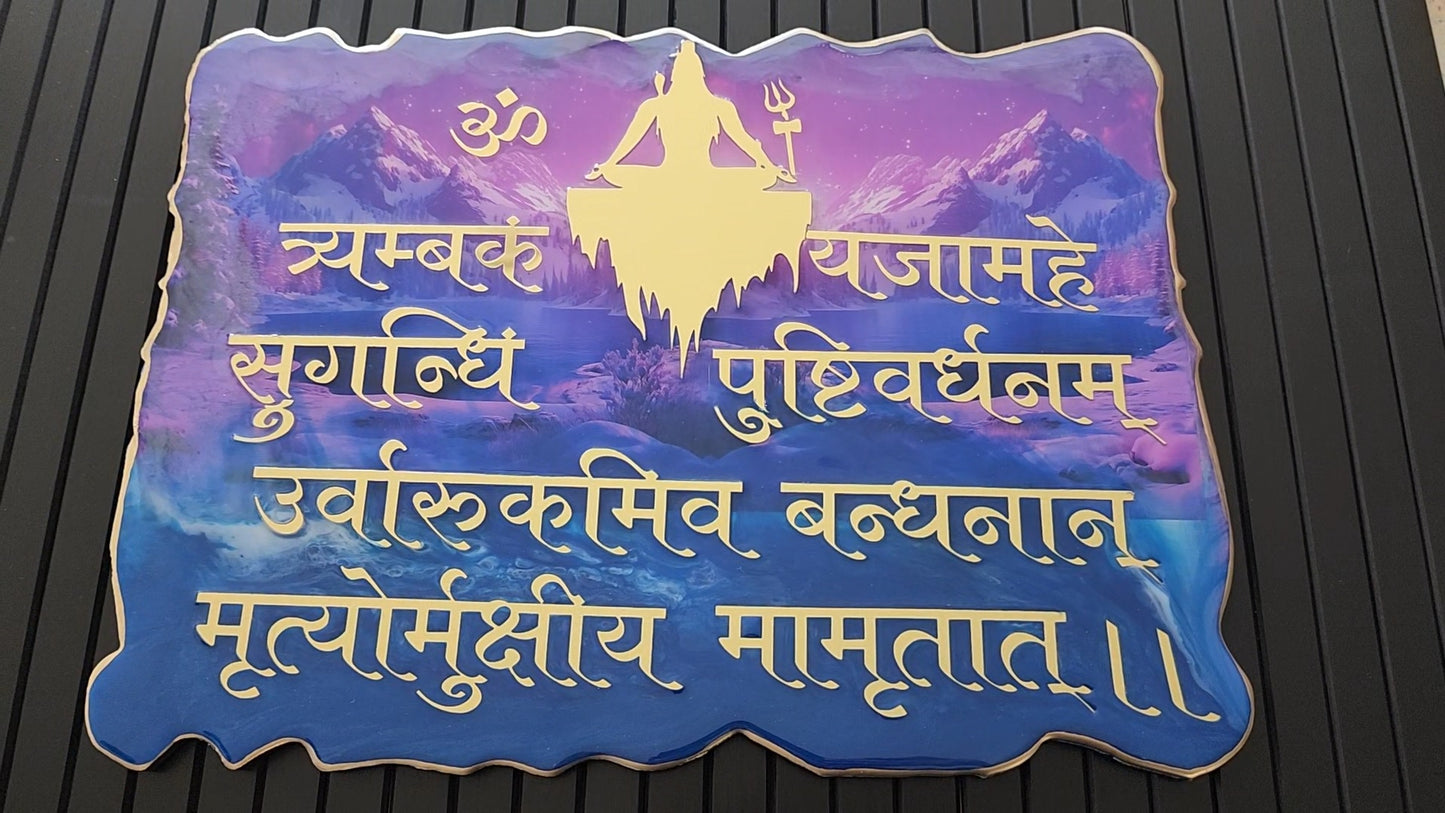 ॐ
त्र्यम्बकं यजामहे
सुगन्धिं पुष्टिवर्धनम्
उर्वारुकमिव बन्धनान्
मृत्योर्मुक्षीय मामृतात् ।।